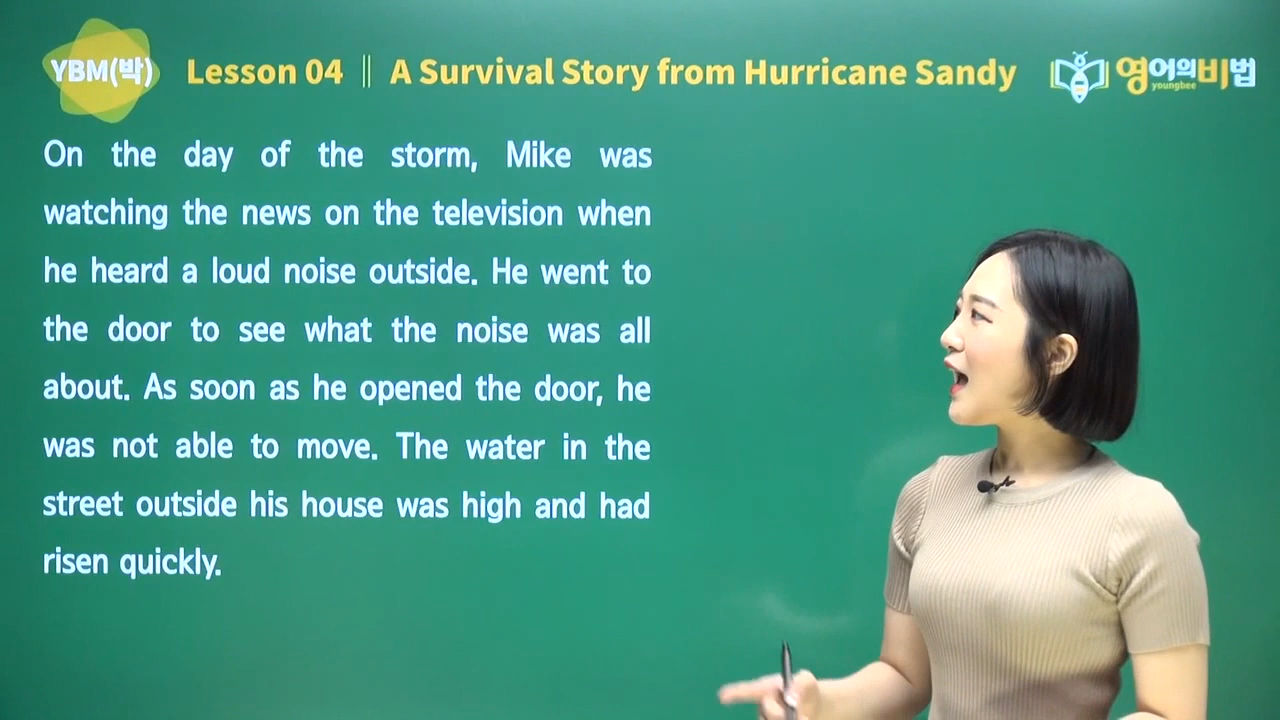 YBM(박)
Lesson 04 || A Survival Story from Hurricane Sandy
영어의비법
youngbee
On the day of the storm, Mike was
watching the news on the television when
he heard a loud noise outside. He went to
the door to see what the noise was all
about. As soon as he opened the door, he
was not able to move. The water in the
street outside his house was high and had
risen quickly.